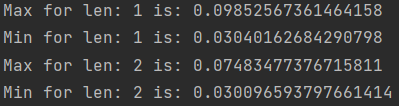 Max for len: 1 is: 0.09852567361464158
Min for len: 1 is: 0.03040162684290798
Max for len: 2 is: 0.07483477376715811
Min for len: 2 is: 0.030096593797661414